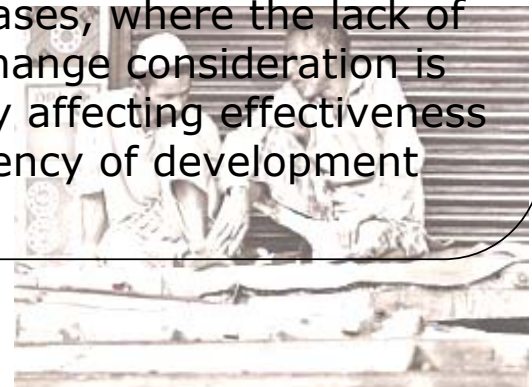 ases, where the lack of
hange consideration is
y affecting effectiveness
ency of development